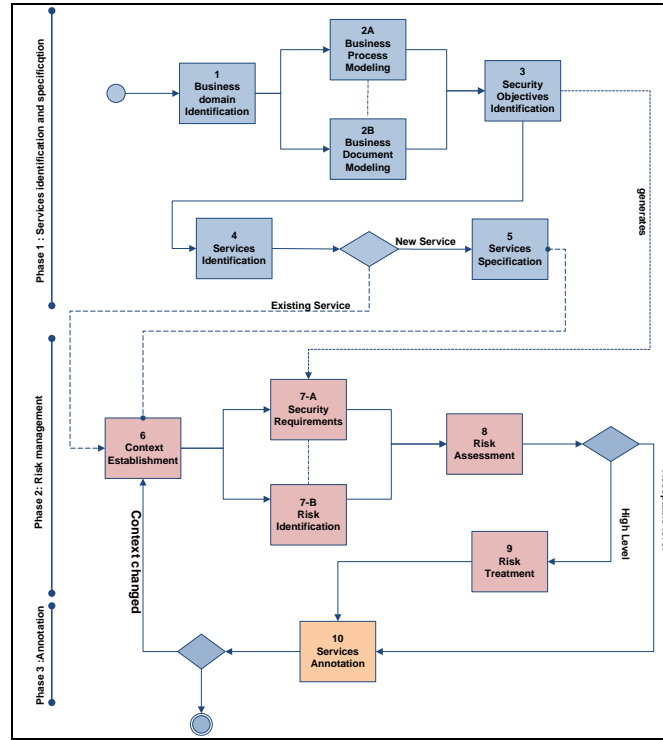 Phase 1 : Services identification and specificqtion
1
Business
domain
Identification
2A
Business
Process
Modeling
2B
Business
Document
Modeling
3
Security
Objectives
Identification
generates
4
Services
Identification
New Service
5
Services
Specification
Existing Service
Phase 2: Risk management
6
Context
Establishment
7-A
Security
Requirements
7-B
Risk
Identification
8
Risk
Assessment
High Level
9
Risk
Treatment
Context changed
Phase 3 :Annotation
10
Services
Annotation